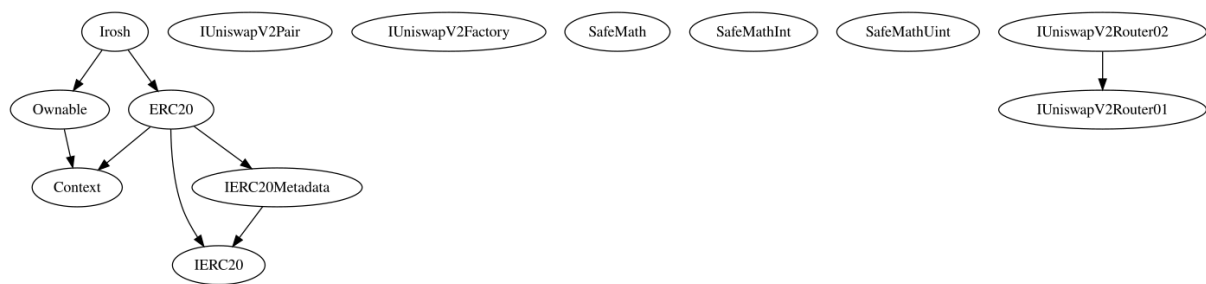 Irosh
IUniswapV2Pair
IUniswapV2Factory
SafeMath
SafeMathInt
SafeMathUint
IUniswapV2Router02
Ownable
ERC20
IUniswapV2Router01
Context
IERC20Metadata
IERC20